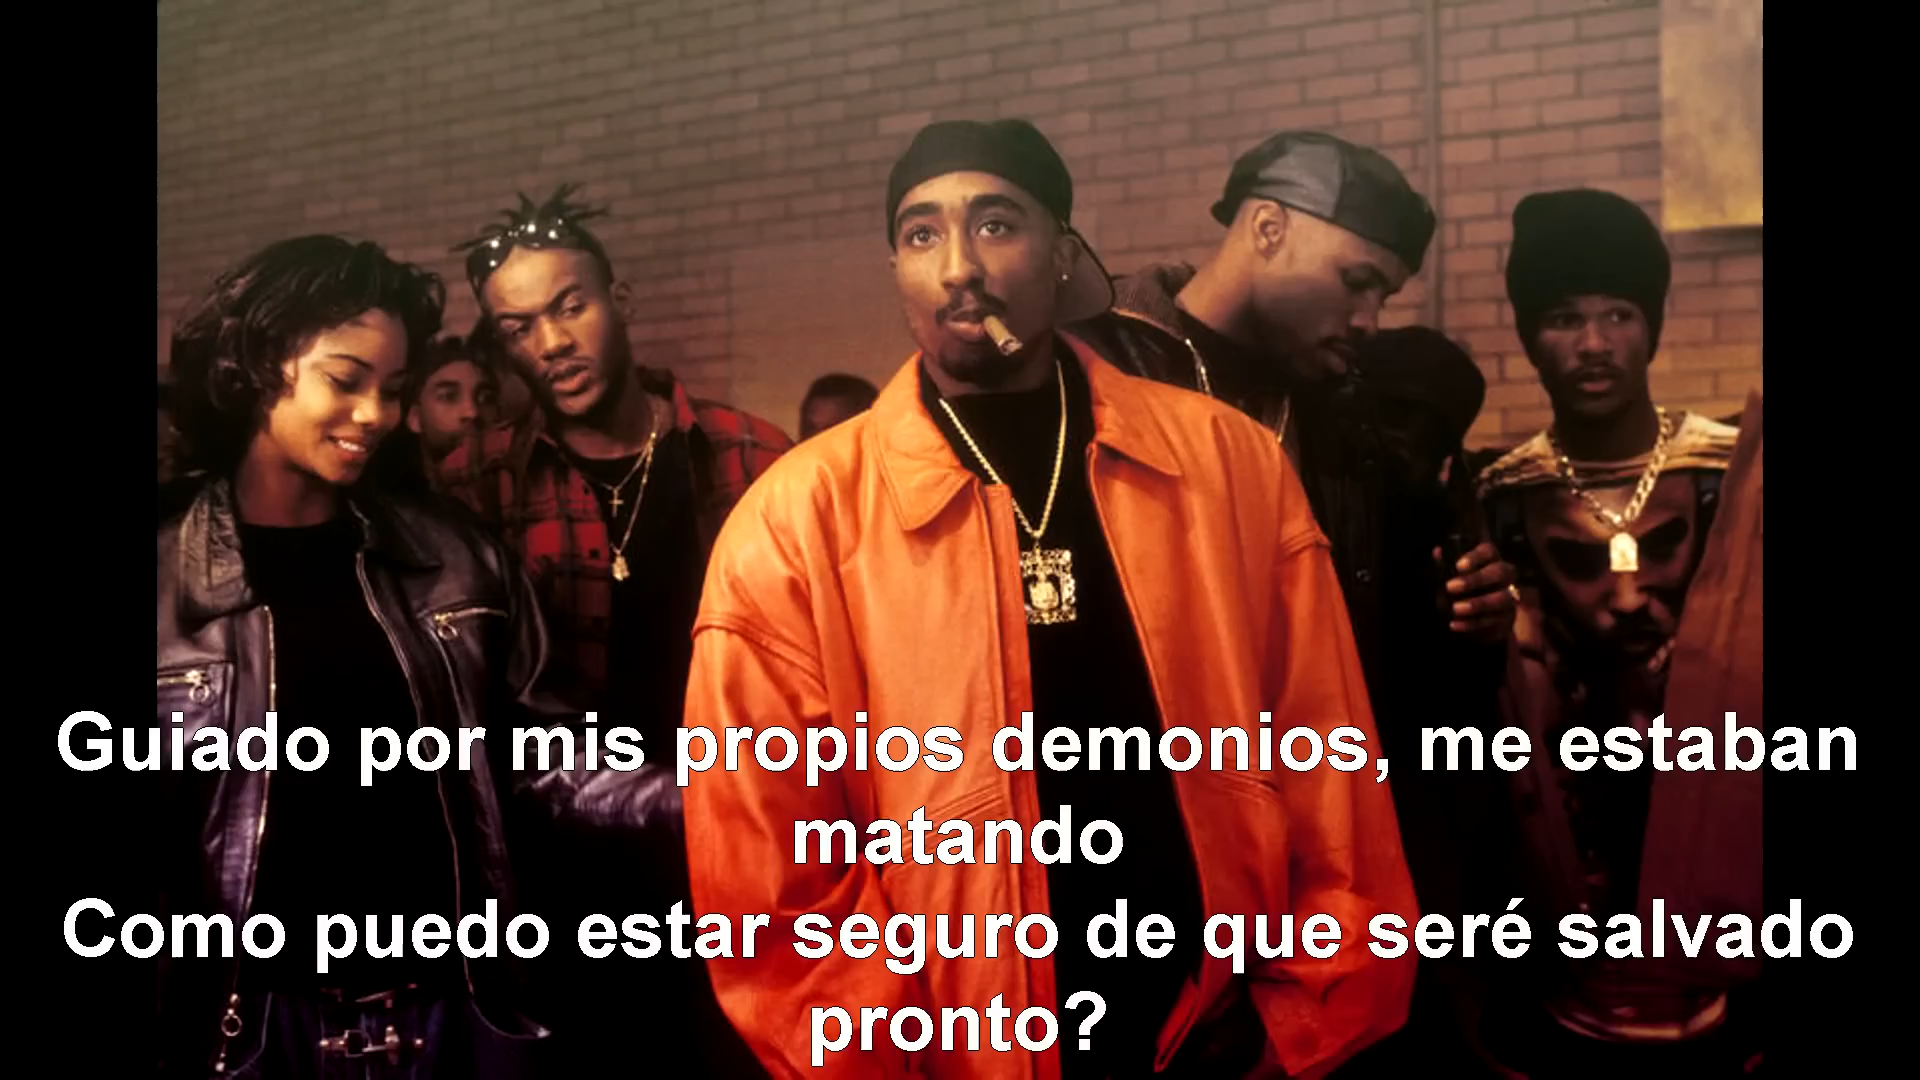 Guiado por mis propios demonios, me estaban
matando
Como puedo estar seguro de que seré salvado
pronto?